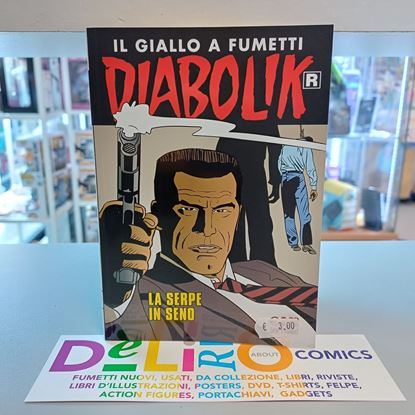 IL GIALLO A FUMETTI
DIABOLIK R
LA SERPE
IN SENO
€ 3,00
DeLiRi ABOUT COMICS
FUMETTI NUOVI, USATI, DA COLLEZIONE, LIBRI, RIVISTE,
LIBRI D'ILLUSTRAZIONI, POSTERS, DVD, T-SHIRTS, FELPE,
ACTION FIGURES, PORTACHIAVI, GADGETS